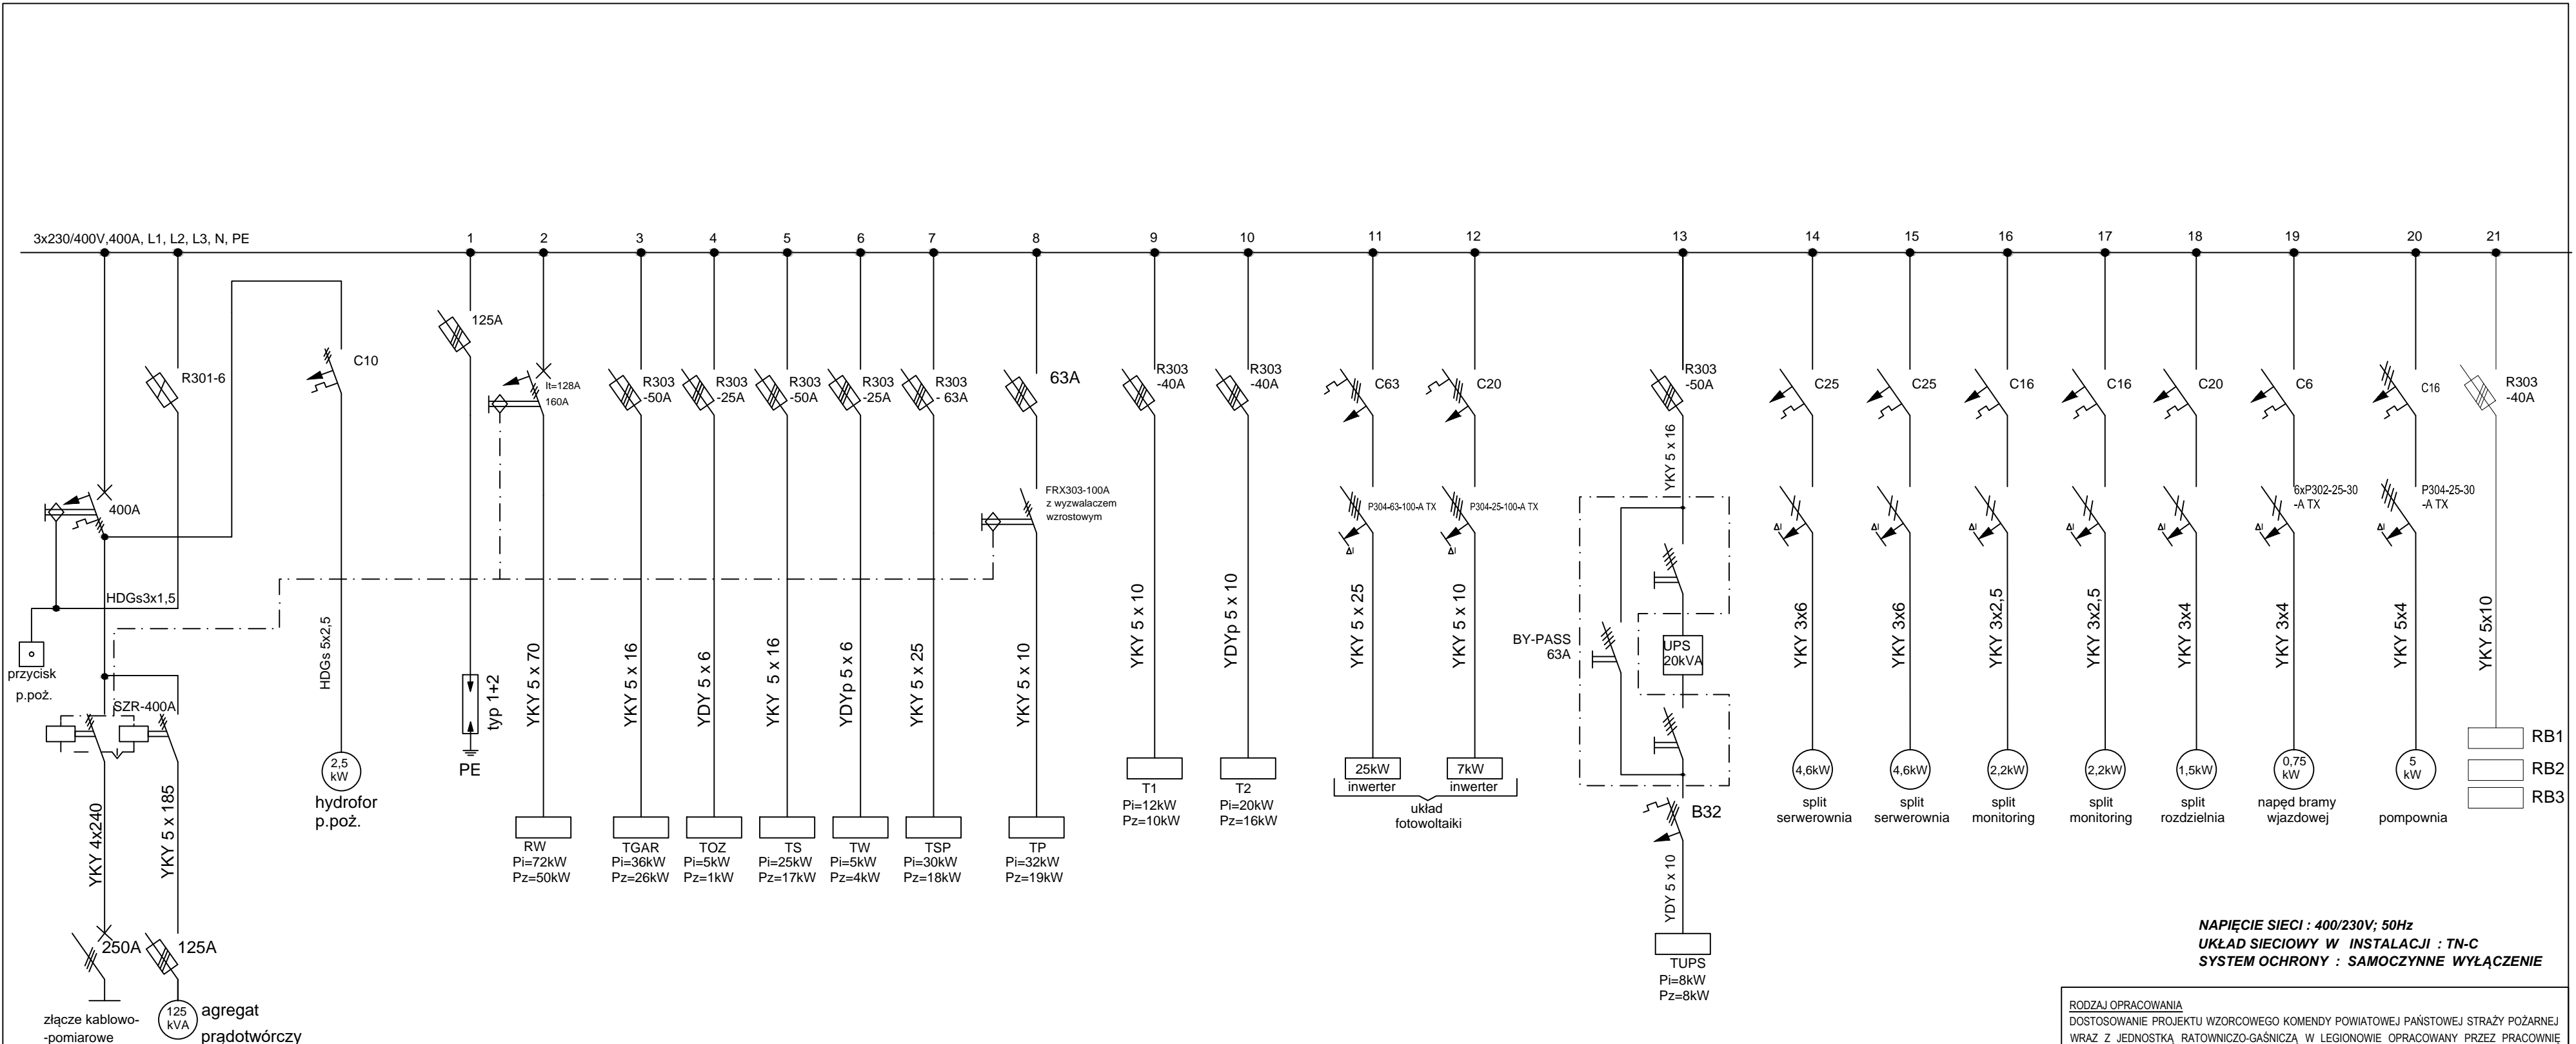 3x230/400V,400A, L1, L2, L3, N, PE
1
2
3
4
5
6
7
8
9
10
11
12
13
14
15
16
17
18
19
20
21
R301-6
C10
125A
It=128A
160A
R303
-50A
R303
-25A
R303
-50A
R303
-25A
R303
- 63A
63A
R303
-40A
R303
-40A
C63
C20
R303
-50A
C25
C25
C16
C16
C20
C6
C16
R303
-40A
400A
FRX303-100A
z wyzwalaczem
wzrostowym
P304-63-100-A TX
ΔI
P304-25-100-A TX
ΔI
YKY 5 x 16
ΔI
ΔI
ΔI
ΔI
ΔI
6xP302-25-30
-A TX
ΔI
P304-25-30
-A TX
ΔI
HDGs3x1,5
przycisk
p.poż.
SZR-400A
HDGs 5x2,5
typ 1+2
PE
YKY 5 x 70
YKY 5 x 16
YDY 5 x 6
YKY 5 x 16
YDYp 5 x 6
YKY 5 x 25
YKY 5 x 10
YKY 5 x 10
YDYp 5 x 10
YKY 5 x 25
YKY 5 x 10
BY-PASS
63A
UPS
20kVA
YKY 3x6
YKY 3x6
YKY 3x2,5
YKY 3x2,5
YKY 3x4
YKY 3x4
YKY 5x4
YKY 5x10
RB1
RB2
RB3
2,5
kW
hydrofor
p.poż.
YKY 4x240
YKY 5 x 185
RW
Pi=72kW
Pz=50kW
TGAR
Pi=36kW
Pz=26kW
TOZ
Pi=5kW
Pz=1kW
TS
Pi=25kW
Pz=17kW
TW
Pi=5kW
Pz=4kW
TSP
Pi=30kW
Pz=18kW
TP
Pi=32kW
Pz=19kW
T1
Pi=12kW
Pz=10kW
T2
Pi=20kW
Pz=16kW
25kW
inwerter
7kW
inwerter
układ
fotowoltaiki
B32
YDY 5 x 10
TUPS
Pi=8kW
Pz=8kW
4,6kW
split
serwerownia
4,6kW
split
serwerownia
2,2kW
split
monitoring
2,2kW
split
monitoring
1,5kW
split
rozdzielnia
0,75
kW
napęd bramy
wjazdowej
5
kW
pompownia
250A
125A
złącze kablowo-
-pomiarowe
125
kVA
agregat
prądotwórczy
NAPIĘCIE SIECI : 400/230V; 50Hz
UKŁAD SIECIOWY W INSTALACJI : TN-C
SYSTEM OCHRONY : SAMOCZYNNE WYŁĄCZENIE
RODZAJ OPRACOWANIA
DOSTOSOWANIE PROJEKTU WZORCOWEGO KOMENDY POWIATOWEJ PAŃSTWOWEJ STRAŻY POŻARNEJ
WRAZ Z JEDNOSTKĄ RATOWNICZO-GAŚNICZĄ W LEGIONOWIE OPRACOWANY PRZEZ PRACOWNIĘ